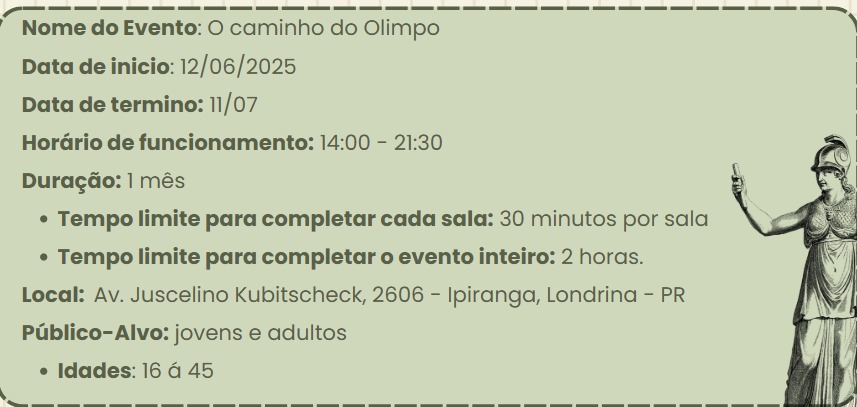 Nome do Evento: O caminho do Olimpo
Data de inicio: 12/06/2025
Data de termino: 11/07
Horário de funcionamento: 14:00 - 21:30
Duração: 1 mês
• Tempo limite para completar cada sala: 30 minutos por sala
• Tempo limite para completar o evento inteiro: 2 horas.
Local: Av. Juscelino Kubitscheck, 2606 - Ipiranga, Londrina - PR
Público-Alvo: jovens e adultos
• Idades: 16 á 45